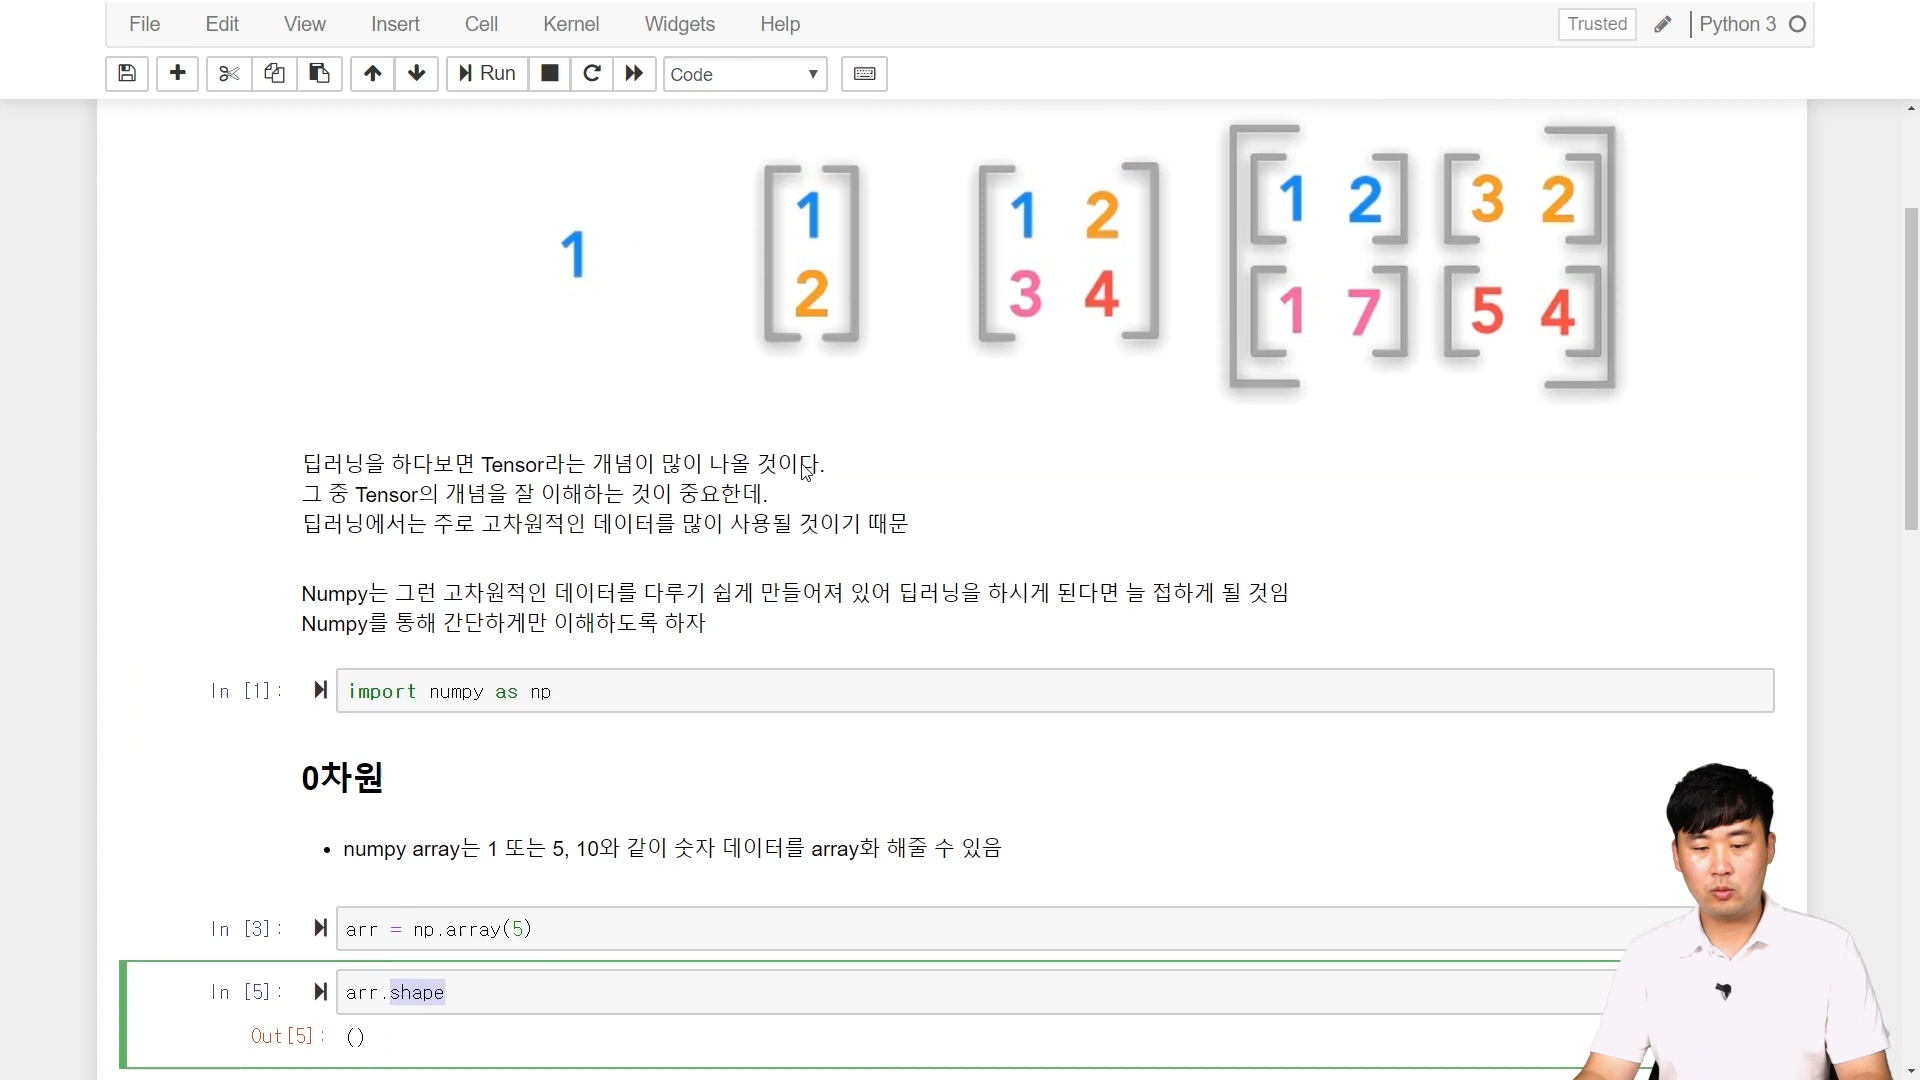 File Edit View Insert Cell Kernel Widgets Help Trusted Python 3
Run Code
1 1 2 1 2 3 4 1 2 3 2 1 7 5 4
딥러닝을 하다보면 Tensor라는 개념이 많이 나올 것이다.
그 중 Tensor의 개념을 잘 이해하는 것이 중요한데.
딥러닝에서는 주로 고차원적인 데이터를 많이 사용될 것이기 때문
Numpy는 그런 고차원적인 데이터를 다루기 쉽게 만들어져 있어 딥러닝을 하시게 된다면 늘 접하게 될 것임
Numpy를 통해 간단하게만 이해하도록 하자
In [1]: import numpy as np
0차원
• numpy array는 1 또는 5, 10와 같이 숫자 데이터를 array화 해줄 수 있음
In [3]: arr = np.array(5)
In [5]: arr.shape
Out[5]: ()